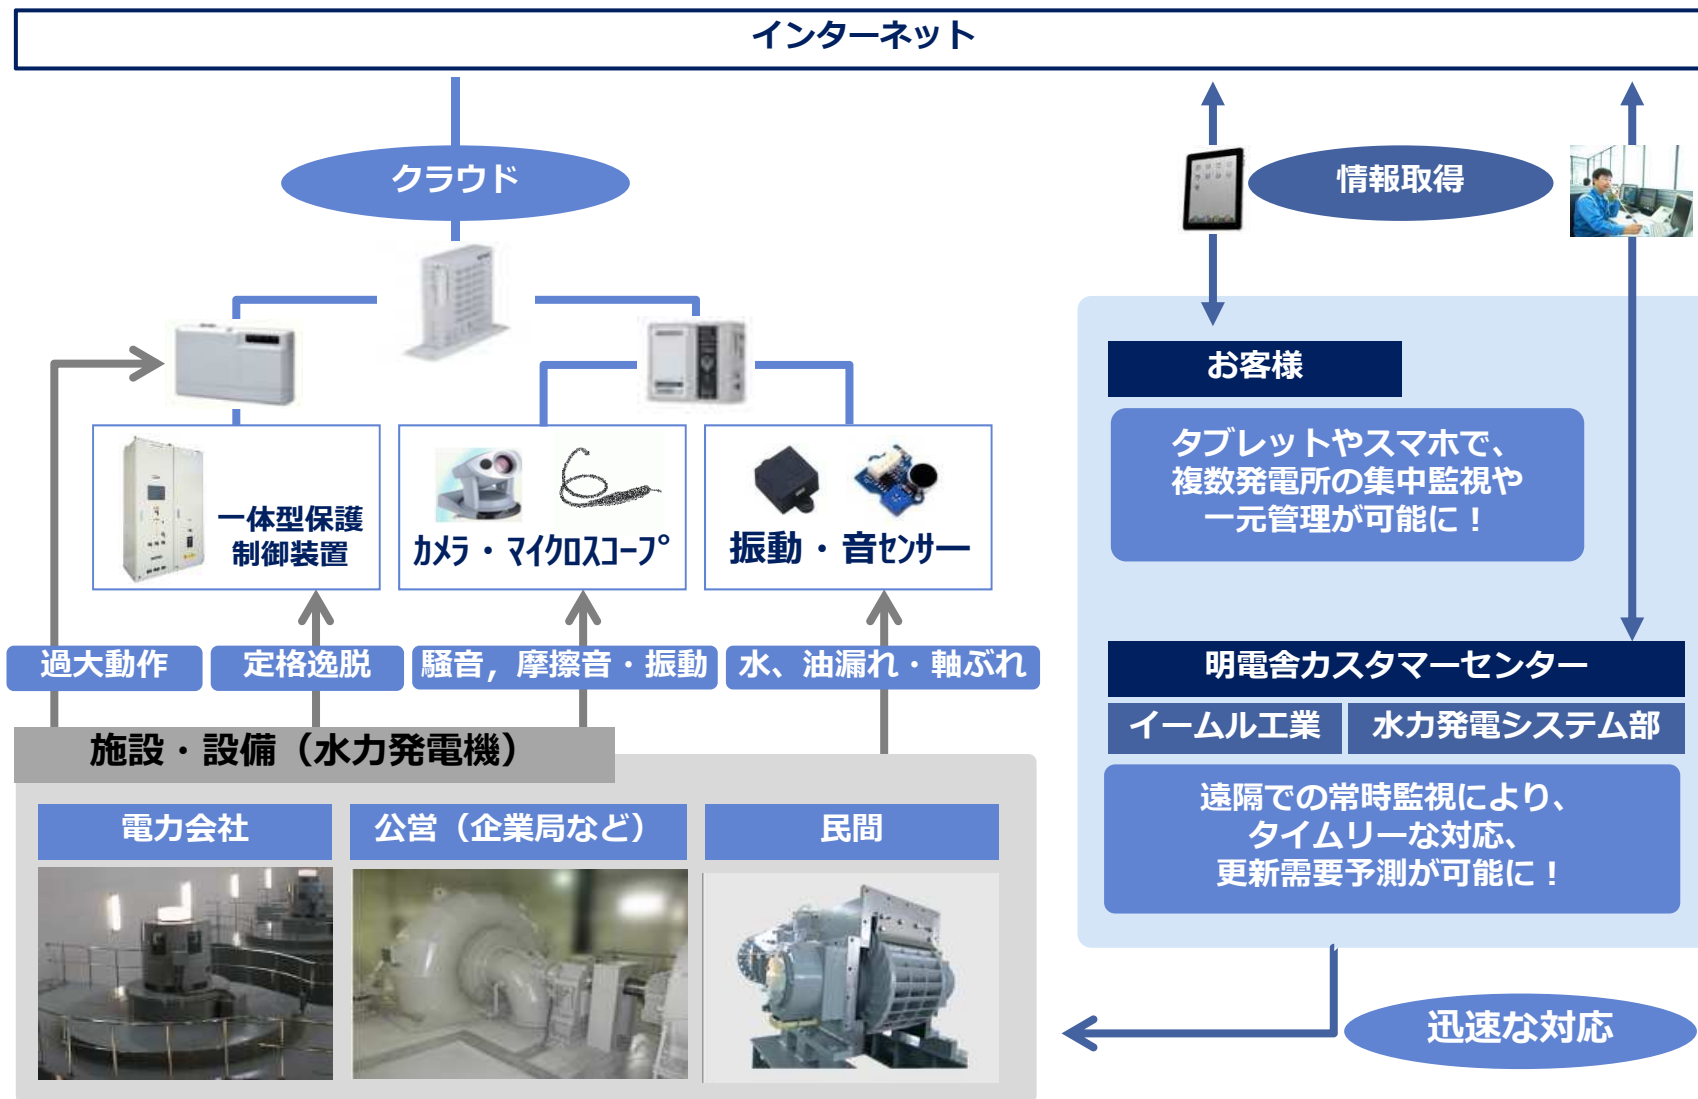 インターネット
クラウド
情報取得
お客様
タブレットやスマホで、
複数発電所の集中監視や
一元管理が可能に！
一体型保護
制御装置
ｶﾒﾗ・ﾏｲｸﾛｽｺｰﾌﾟ
振動・音ｾﾝｻｰ
過大動作
定格逸脱
騒音，摩擦音・振動
水、油漏れ・軸ぶれ
明電舎カスタマーセンター
イームル工業
水力発電システム部
遠隔での常時監視により、
タイムリーな対応、
更新需要予測が可能に！
施設・設備（水力発電機）
電力会社
公営（企業局など）
民間
迅速な対応